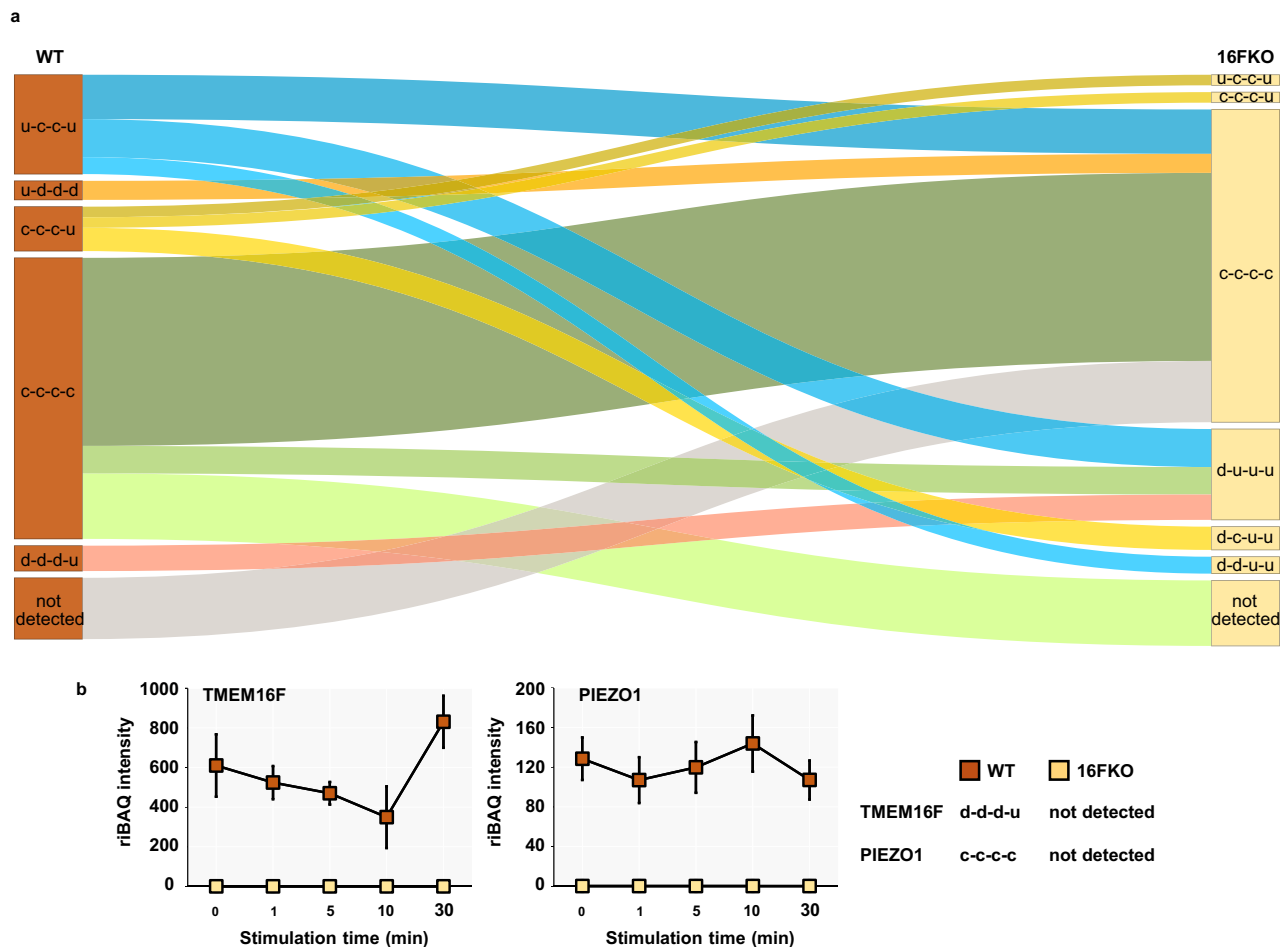 a
WT
16FKO
u-c-c-u
u-d-d-d
c-c-c-u
c-c-c-c
d-d-d-u
not
detected
u-c-c-u
c-c-c-u
c-c-c-c
d-u-u-u
d-c-u-u
d-d-u-u
not
detected
b
TMEM16F
riBAQ intensity
1000
800
600
400
200
0
0 1 5 10 30
Stimulation time (min)
PIEZO1
riBAQ intensity
200
160
120
80
40
0
0 1 5 10 30
Stimulation time (min)
WT 16FKO
TMEM16F d-d-d-u not detected
PIEZO1 c-c-c-c not detected